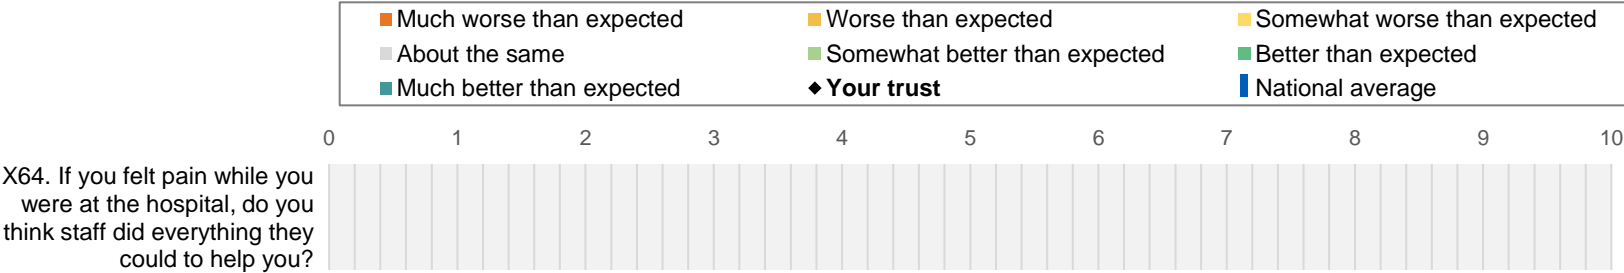 Much worse than expected Worse than expected Somewhat worse than expected
About the same Somewhat better than expected Better than expected
Much better than expected Your trust National average
0 1 2 3 4 5 6 7 8 9 10
X64. If you felt pain while you
were at the hospital, do you
think staff did everything they
could to help you?